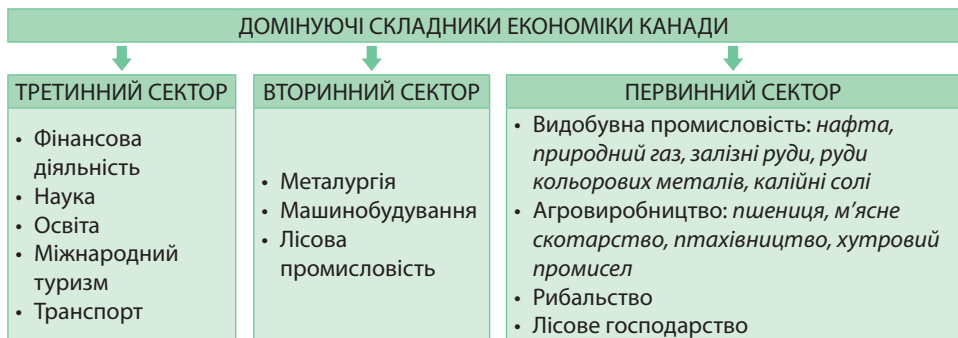 ДОМІНУЮЧІ СКЛАДНИКИ ЕКОНОМІКИ КАНАДИ
ТРЕТИННИЙ СЕКТОР
• Фінансова
діяльність
• Наука
• Освіта
• Міжнародний
туризм
• Транспорт
ВТОРИННИЙ СЕКТОР
• Металургія
• Машинобудування
• Лісова
промисловість
ПЕРВИННИЙ СЕКТОР
• Видобувна промисловість: нафта,
природний газ, залізні руди, руди
кольорових металів, калійні солі
• Агровиробництво: пшениця, м’ясне
скотарство, птахівництво, хутровий
промисел
• Рибальство
• Лісове господарство